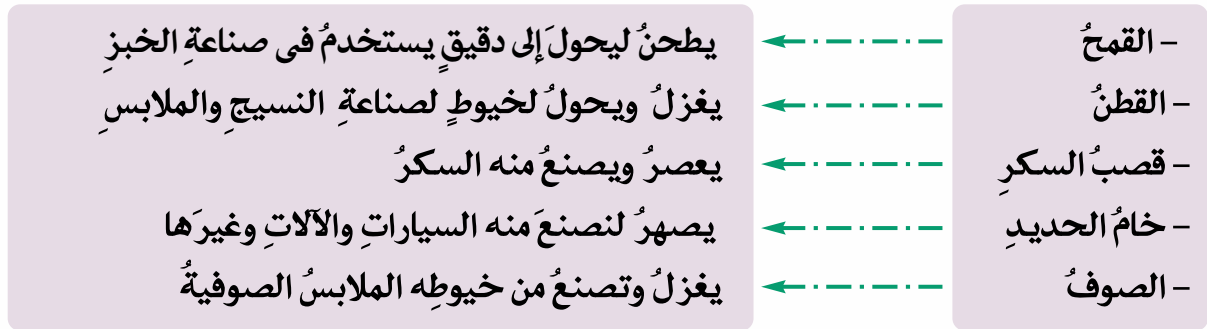 – القمحُ يطحنُ ليحولَ إلى دقيقٍ يستخدمُ فى صناعةِ الخبزِ
– القطنُ يغزلُ ويحولُ لخيوطٍ لصناعةِ النسيجِ والملابسِ
– قصبُ السكرِ يعصرُ ويصنعُ منه السكرُ
– خامُ الحديدِ يصهرُ لنصنعَ منه السياراتِ والآلاتِ وغيرَها
– الصوفُ يغزلُ وتصنعُ من خيوطِه الملابسُ الصوفيةُ